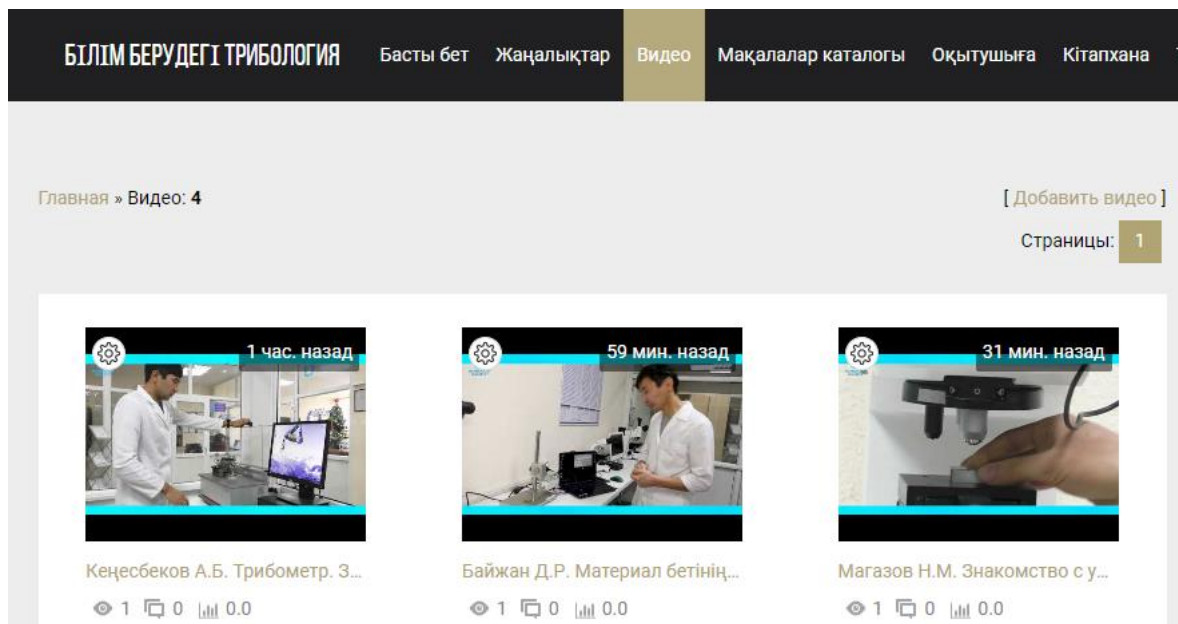 БІЛІМ БЕРУДЕГІ ТРИБОЛОГИЯ Басты бет Жаңалықтар Видео Мақалалар каталогы Оқытушыға Кітапхана
Главная » Видео: 4 [ Добавить видео ]
Страницы: 1
1 час. назад 59 мин. назад 31 мин. назад
Кеңесбеков А.Б. Трибометр. З... Байжан Д.Р. Материал бетінің... Магазов Н.М. Знакомство с у...
1 0 0.0 1 0 0.0 1 0 0.0